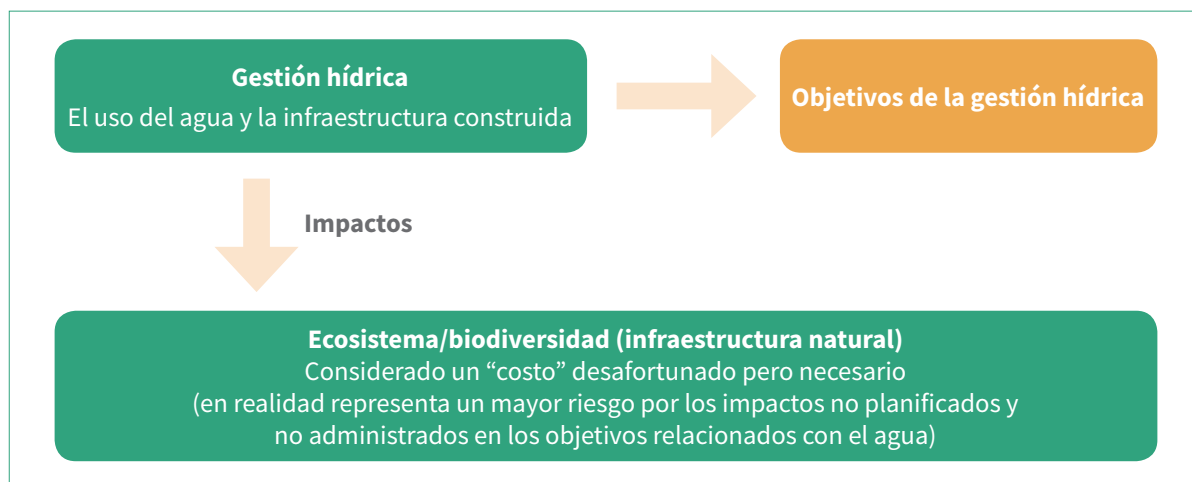 Gestión hídrica
El uso del agua y la infraestructura construida
Objetivos de la gestión hídrica
Impactos
Ecosistema/biodiversidad (infraestructura natural)
Considerado un “costo” desafortunado pero necesario
(en realidad representa un mayor riesgo por los impactos no planificados y
no administrados en los objetivos relacionados con el agua)